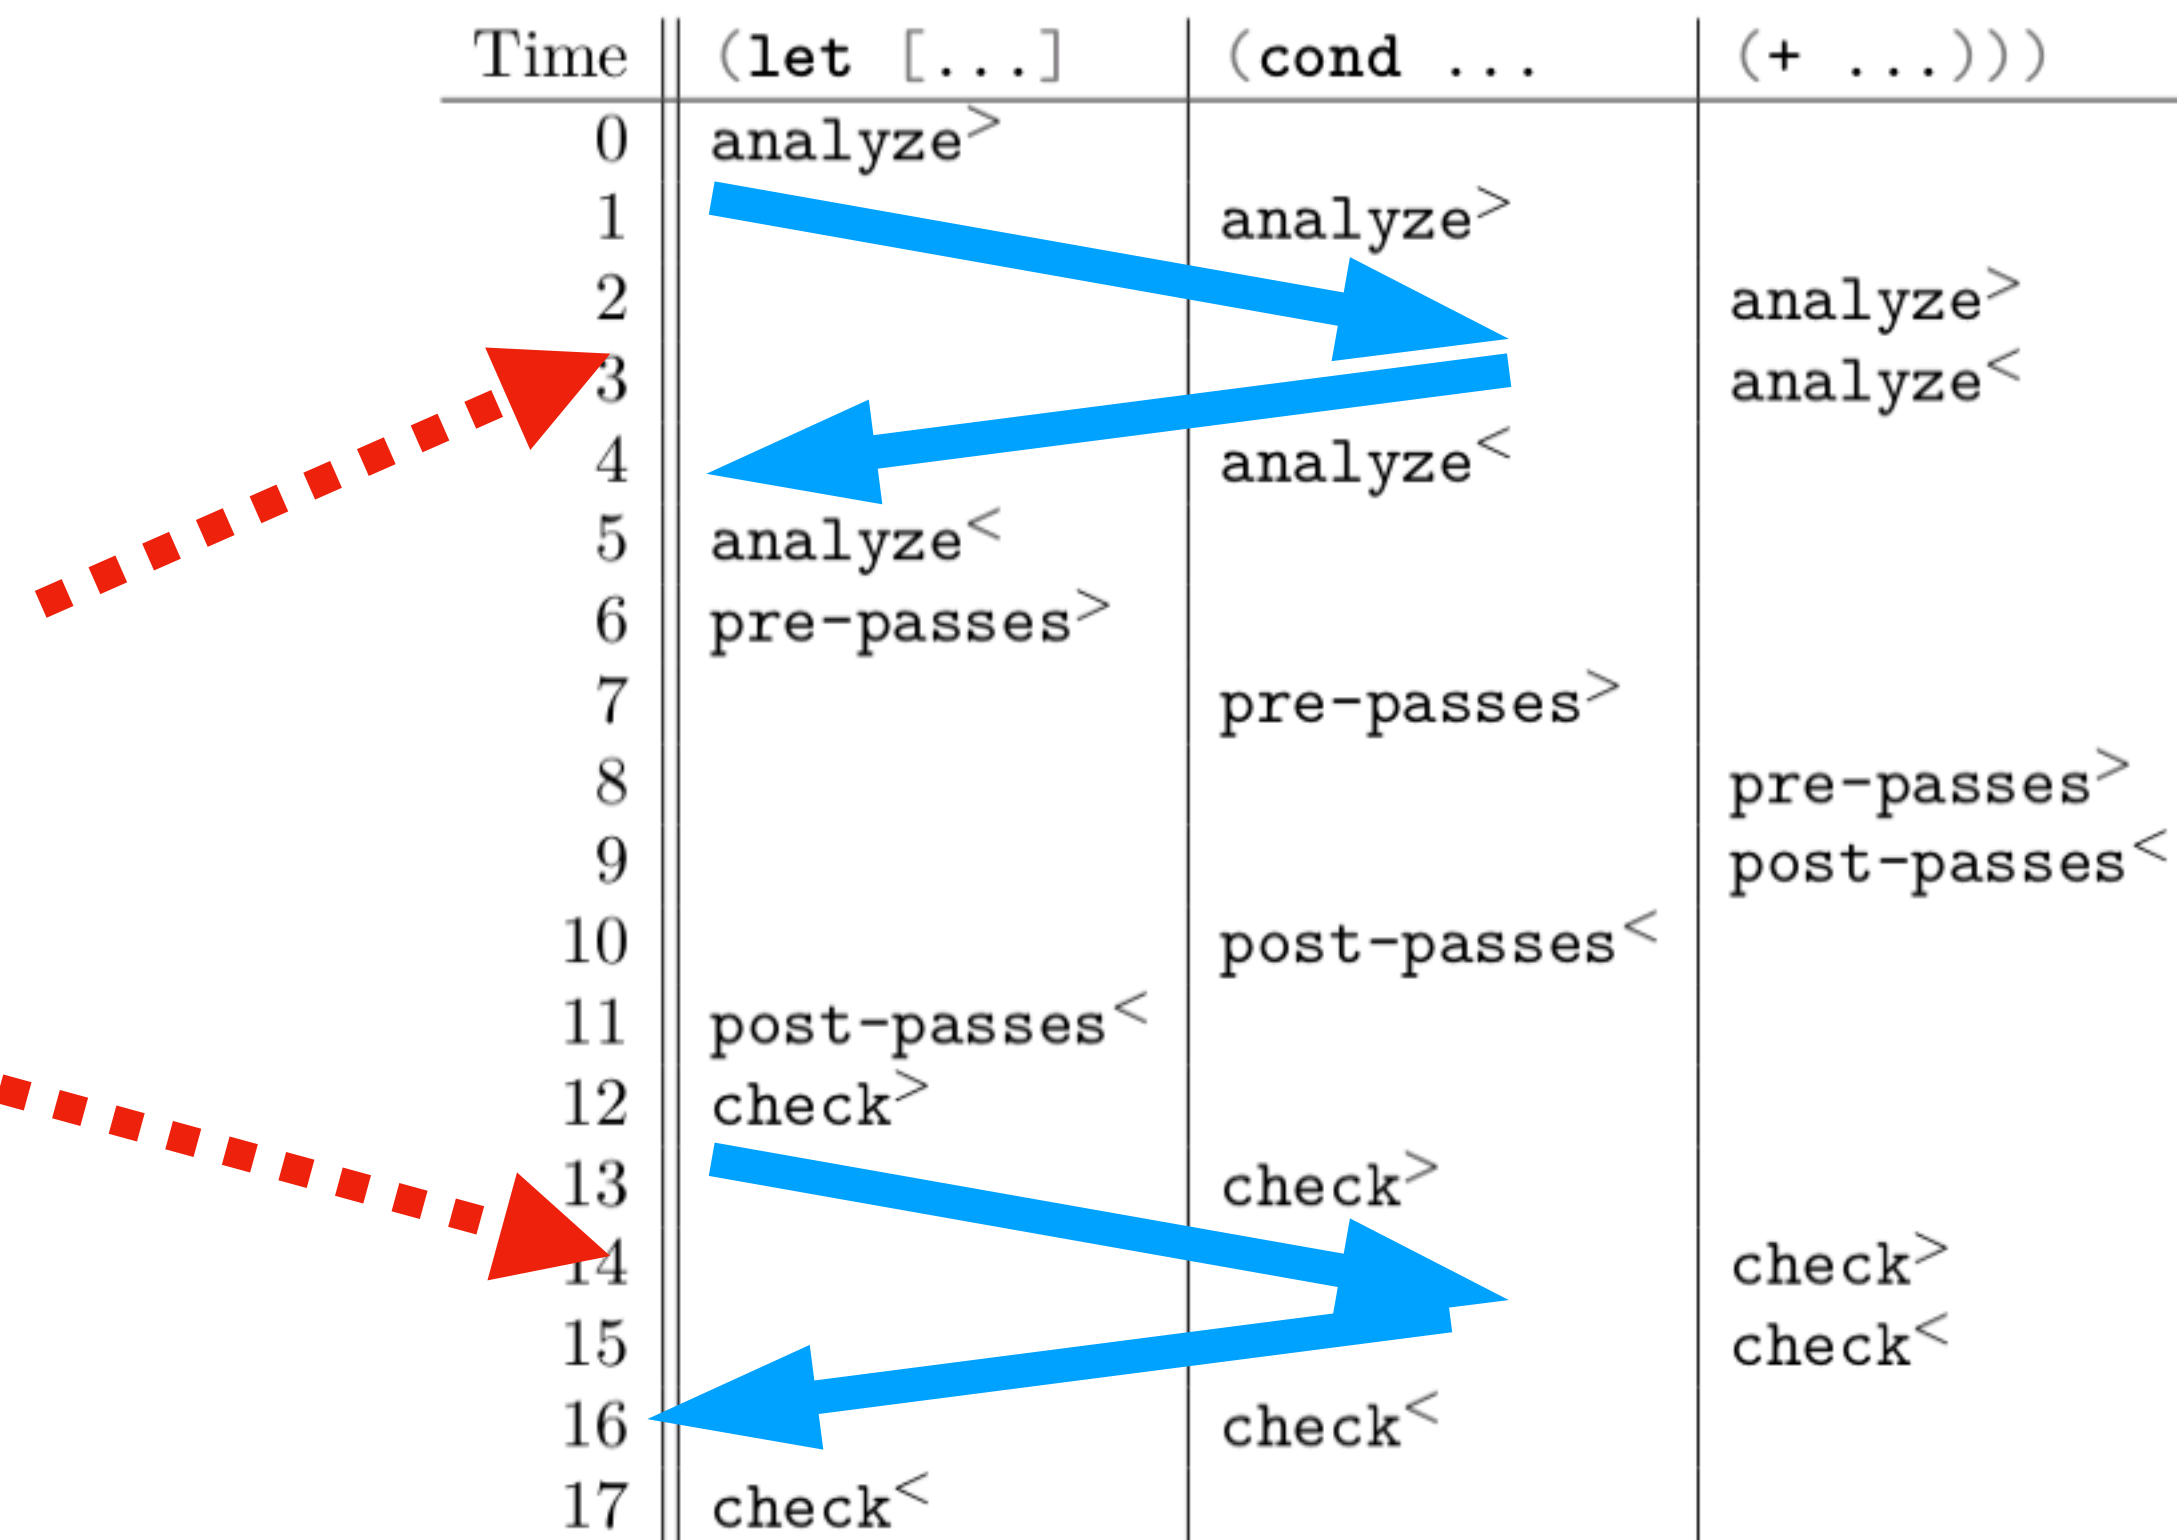 Time (let [...] (cond ... (+ ...)))
0 analyze>
1 analyze>
2 analyze>
3 analyze<
4 analyze<
5 analyze<
6 pre-passes>
7 pre-passes>
8 pre-passes>
9 post-passes<
10 post-passes<
11 post-passes<
12 check>
13 check>
14 check>
15 check<
16 check<
17 check<